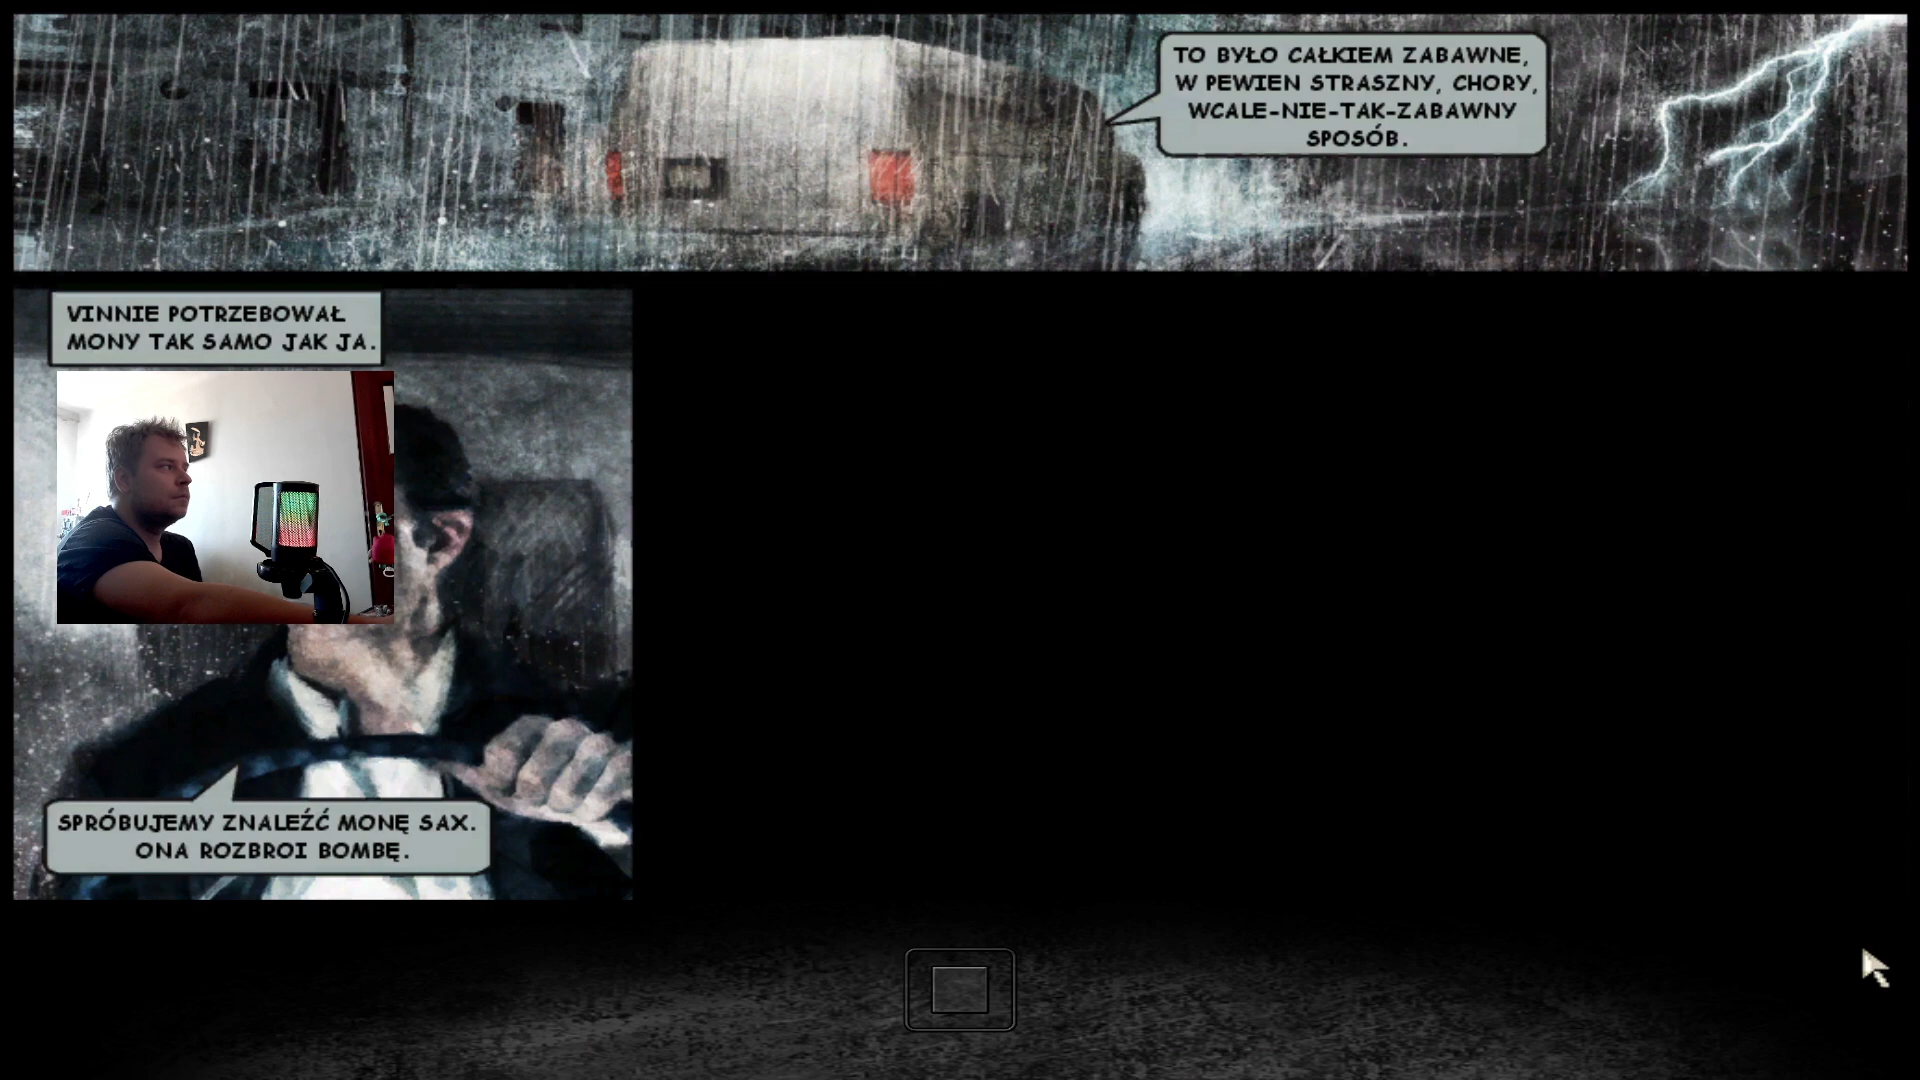 TO BYŁO CAŁKIEM ZABAWNE,
W PEWIEN STRASZNY, CHORY,
WCALE-NIE-TAK-ZABAWNY
SPOSÓB.
VINNIE POTRZEBOWAŁ
MONY TAK SAMO JAK JA.
SPRÓBUJEMY ZNALEŹĆ MONĘ SAX.
ONA ROZBROI BOMBĘ.